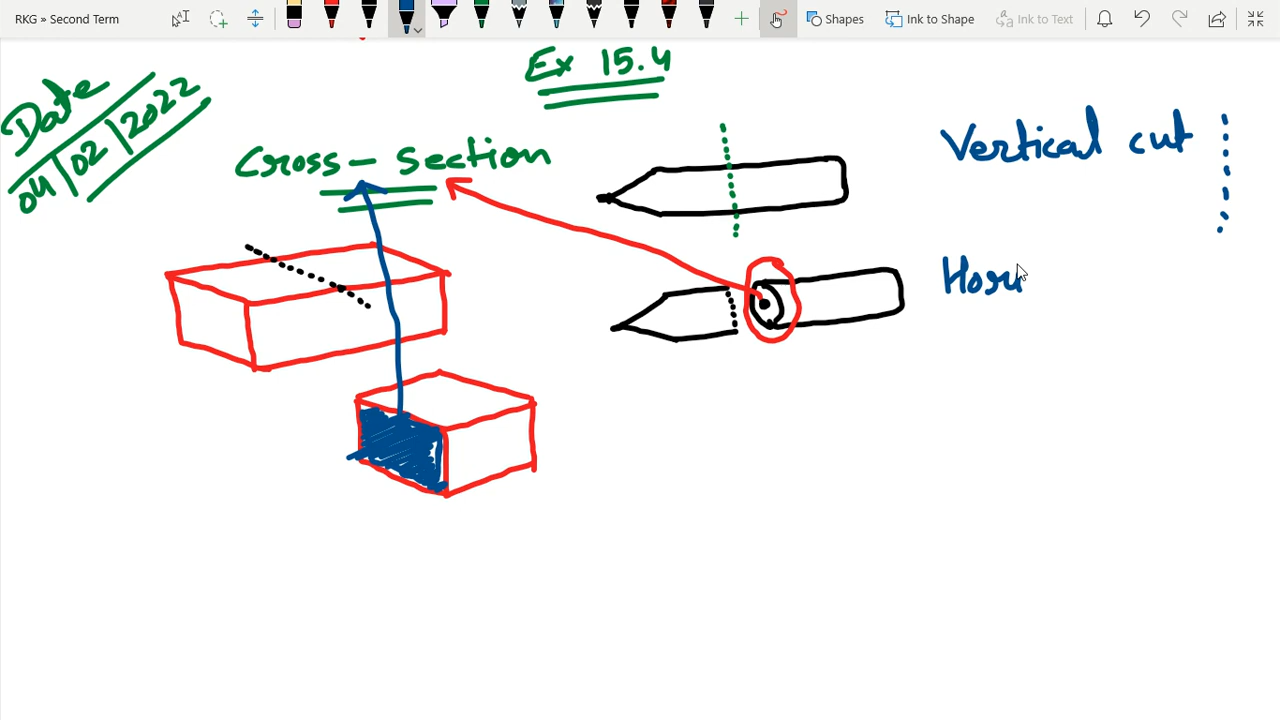 RKG » Second Term
Shapes
Ink to Shape
Ink to Text
Ex 15.4
Date
04/02/2022
Cross-Section
Vertical cut
Hori